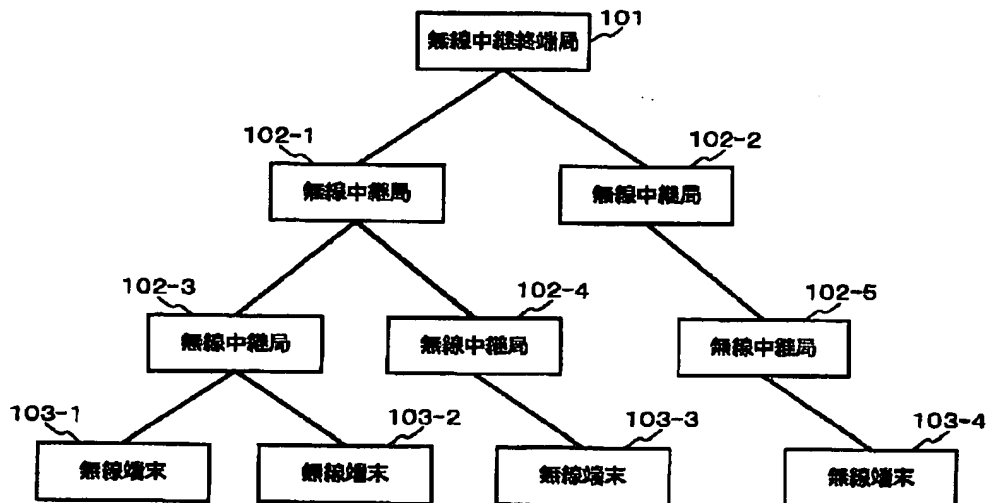 101
無線中継終端局
102-1
102-2
無線中継局
無線中継局
102-3
102-4
102-5
無線中継局
無線中継局
無線中継局
103-1
103-2
103-3
103-4
無線端末
無線端末
無線端末
無線端末